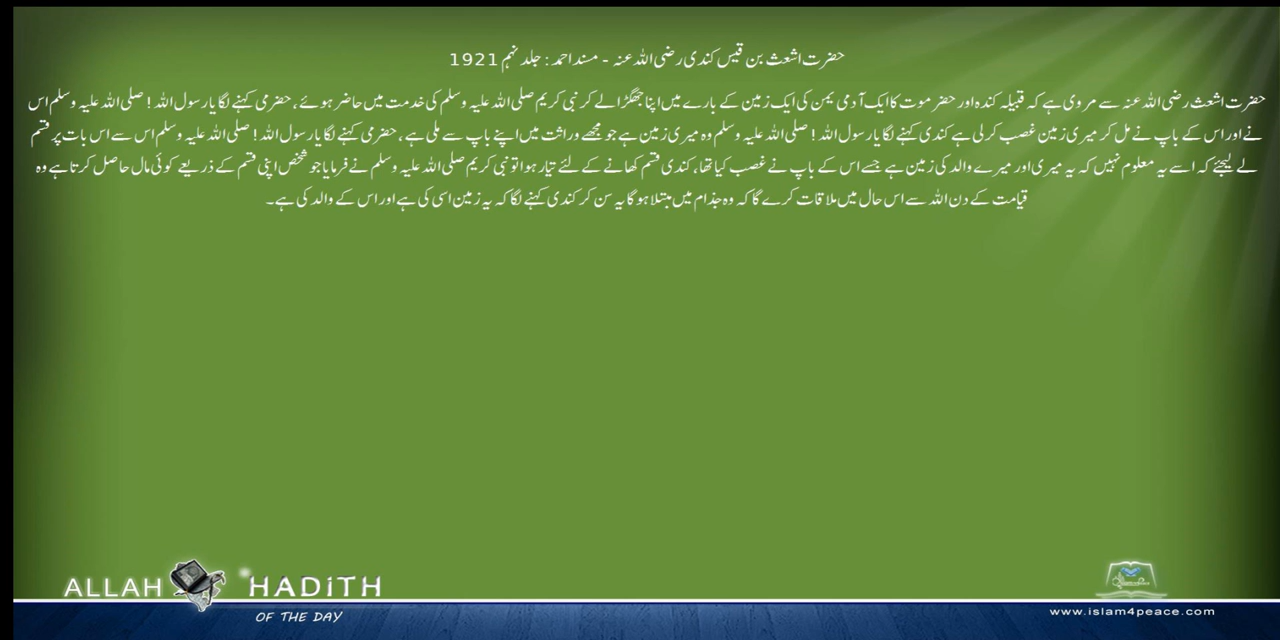 حضرت اشعث بن قیس کندی رضی اللہ عنہ - مسند احمد : جلد نہم 1921
حضرت اشعث رضی اللہ عنہ سے مروی ہے کہ قبیلہ کندہ اور حضر موت کا ایک آدمی یمن کی ایک زمین کے بارے میں اپنا جھگڑا لے کر نبی کریم صلی اللہ علیہ وسلم کی خدمت میں حاضر ہوئے ، حضرمی کہنے لگا یا رسول اللہ ! صلی اللہ علیہ وسلم اس
نے اور اس کے باپ نے مل کر میری زمین غصب کرلی ہے کندی کہنے لگا یا رسول اللہ ! صلی اللہ علیہ وسلم وہ میری زمین ہے جو مجھے وراثت میں اپنے باپ سے ملی ہے ، حضرمی کہنے لگا یا رسول اللہ ! صلی اللہ علیہ وسلم اس سے اس بات پر قسم
لے لیجئے کہ اسے یہ معلوم نہیں کہ یہ میری اور میرے والد کی زمین ہے جسے اس کے باپ نے غصب کیا تھا، کندی قسم کھانے کے لئے تیار ہوا تو نبی کریم صلی اللہ علیہ وسلم نے فرمایا جو شخص اپنی قسم کے ذریعے کوئی مال حاصل کرتا ہے وہ
قیامت کے دن اللہ سے اس حال میں ملاقات کرے گا کہ وہ جذام میں مبتلا ہو گا یہ سن کر کندی کہنے لگا کہ یہ زمین اسی کی ہے اور اس کے والد کی ہے۔
ALLAH HADITH
OF THE DAY
www.islam4peace.com